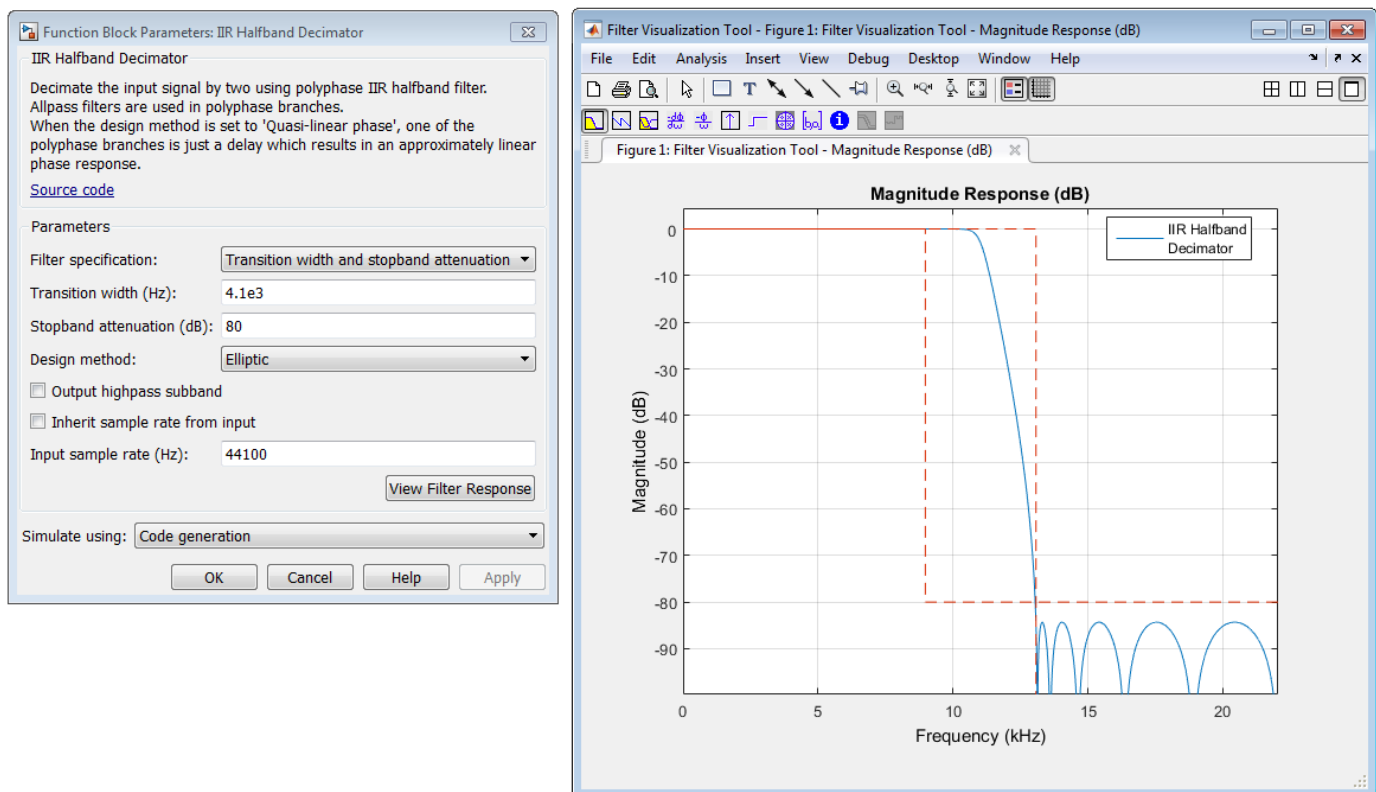 Function Block Parameters: IIR Halfband Decimator
IIR Halfband Decimator
Decimate the input signal by two using polyphase IIR halfband filter.
Allpass filters are used in polyphase branches.
When the design method is set to 'Quasi-linear phase', one of the
polyphase branches is just a delay which results in an approximately linear
phase response.
Source code
Parameters
Filter specification: Transition width and stopband attenuation
Transition width (Hz): 4.1e3
Stopband attenuation (dB): 80
Design method: Elliptic
Output highpass subband
Inherit sample rate from input
Input sample rate (Hz): 44100
View Filter Response
Simulate using: Code generation
OK Cancel Help Apply
Filter Visualization Tool - Figure 1: Filter Visualization Tool - Magnitude Response (dB)
File Edit Analysis Insert View Debug Desktop Window Help
Figure 1: Filter Visualization Tool - Magnitude Response (dB)
Magnitude Response (dB)
IIR Halfband
Decimator
0
-10
-20
-30
-40
-50
-60
-70
-80
-90
Magnitude (dB)
0 5 10 15 20
Frequency (kHz)